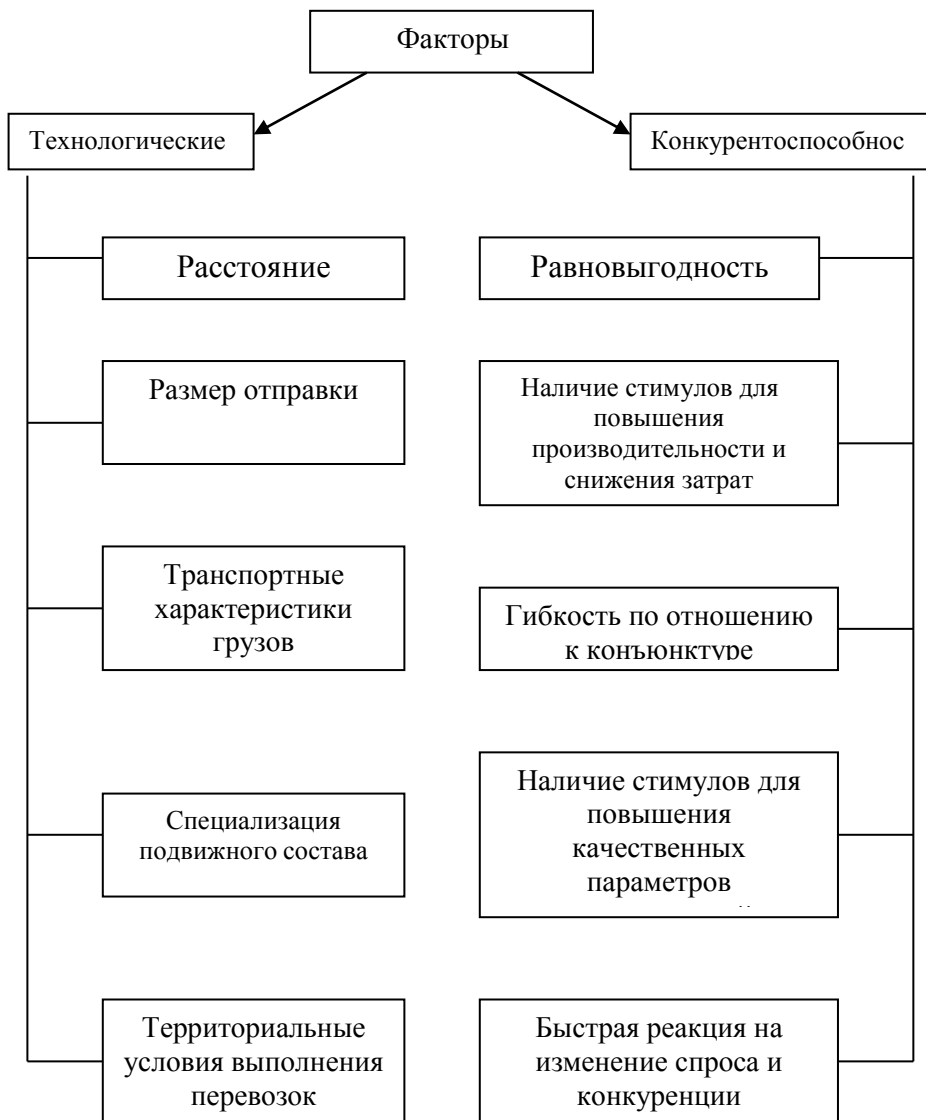 Факторы
Технологические
Конкурентоспособнос
Расстояние
Равновыгодность
Размер отправки
Наличие стимулов для
повышения
производительности и
снижения затрат
Транспортные
характеристики
грузов
Гибкость по отношению
к конъюнктуре
Специализация
подвижного состава
Наличие стимулов для
повышения
качественных
параметров
Территориальные
условия выполнения
перевозок
Быстрая реакция на
изменение спроса и
конкуренции